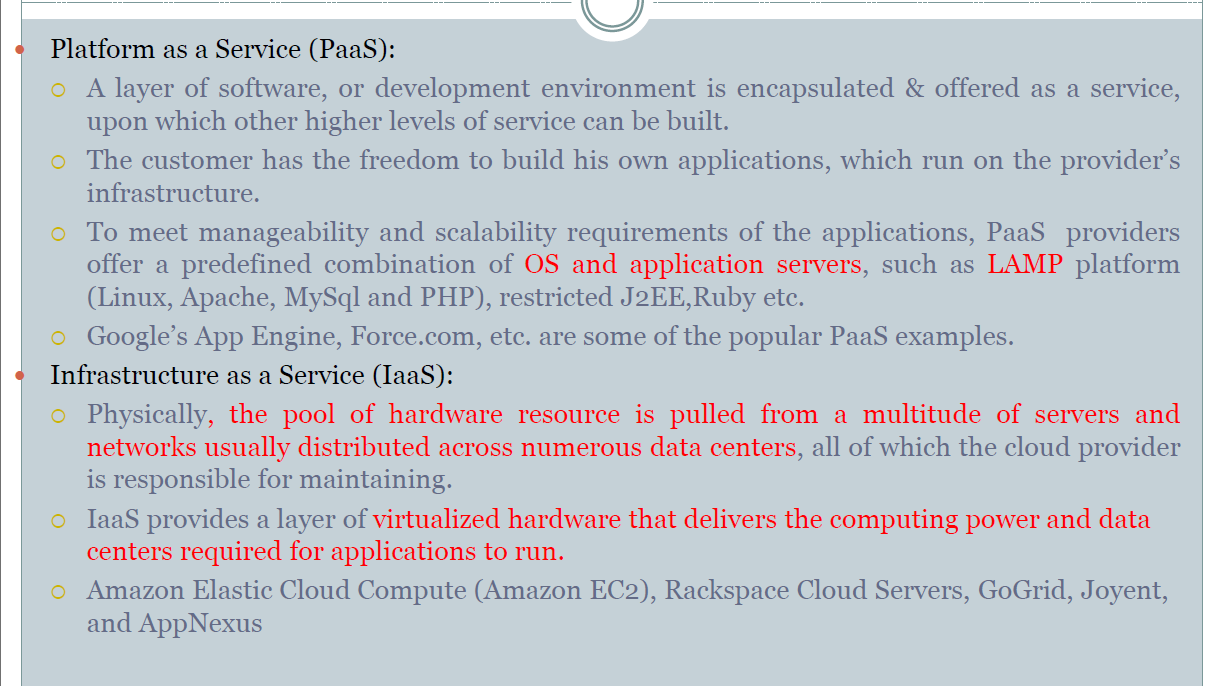 Platform as a Service (PaaS):
A layer of software, or development environment is encapsulated & offered as a service,
upon which other higher levels of service can be built.
The customer has the freedom to build his own applications, which run on the provider's
infrastructure.
To meet manageability and scalability requirements of the applications, PaaS providers
offer a predefined combination of OS and application servers, such as LAMP platform
(Linux, Apache, MySql and PHP), restricted J2EE,Ruby etc.
Google's App Engine, Force.com, etc. are some of the popular PaaS examples.
Infrastructure as a Service (IaaS):
Physically, the pool of hardware resource is pulled from a multitude of servers and
networks usually distributed across numerous data centers, all of which the cloud provider
is responsible for maintaining.
IaaS provides a layer of virtualized hardware that delivers the computing power and data
centers required for applications to run.
Amazon Elastic Cloud Compute (Amazon EC2), Rackspace Cloud Servers, GoGrid, Joyent,
and AppNexus